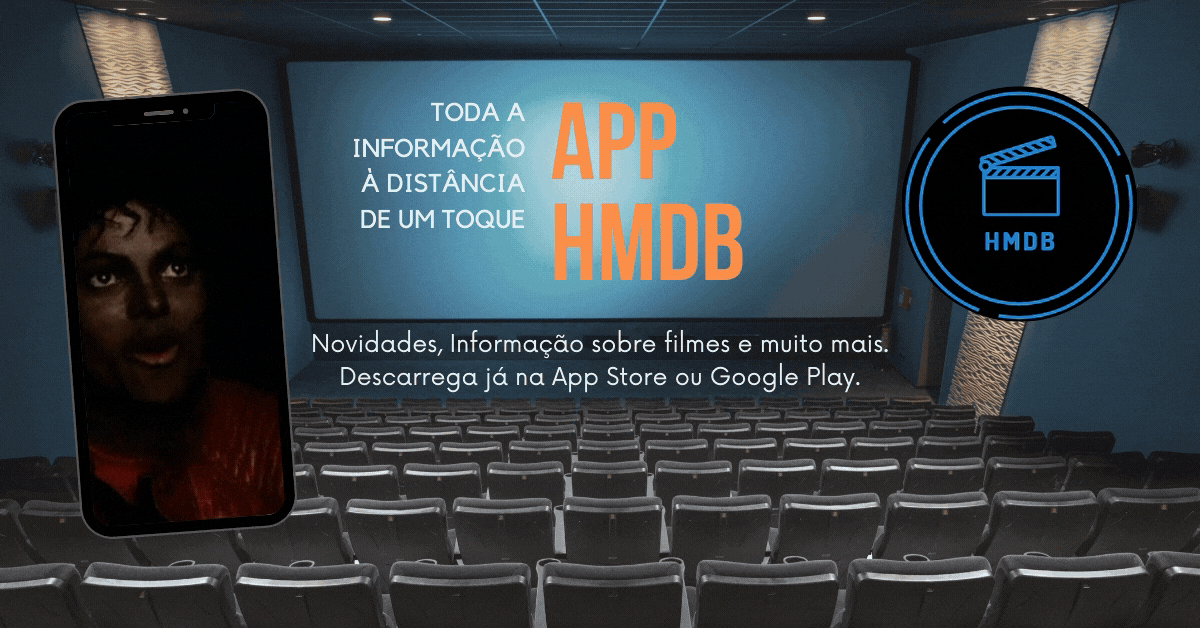 TODA A
INFORMAÇÃO
À DISTÂNCIA
DE UM TOQUE
APP
HMDB
HMDB
Novidades, Informação sobre filmes e muito mais.
Descarrega já na App Store ou Google Play.